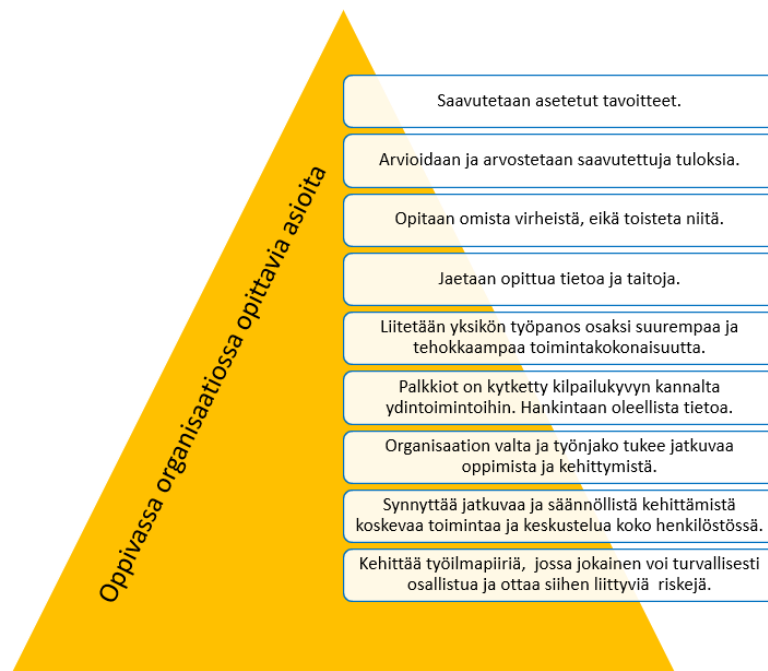 Oppivassa organisaatiossa opittavia asioita
Saavutetaan asetetut tavoitteet.
Arvioidaan ja arvostetaan saavutettuja tuloksia.
Opitaan omista virheistä, eikä toisteta niitä.
Jaetaan opittua tietoa ja taitoja.
Liitetään yksikön työpanos osaksi suurempaa ja
tehokkaampaa toimintakokonaisuutta.
Palkkiot on kytketty kilpailukyvyn kannalta
ydintoimintoihin. Hankintaan oleellista tietoa.
Organisaation valta ja työnjako tukee jatkuvaa
oppimista ja kehittymistä.
Synnyttää jatkuvaa ja säännöllistä kehittämistä
koskevaa toimintaa ja keskustelua koko henkilöstössä.
Kehittää työilmapiiriä, jossa jokainen voi turvallisesti
osallistua ja ottaa siihen liittyviä riskejä.